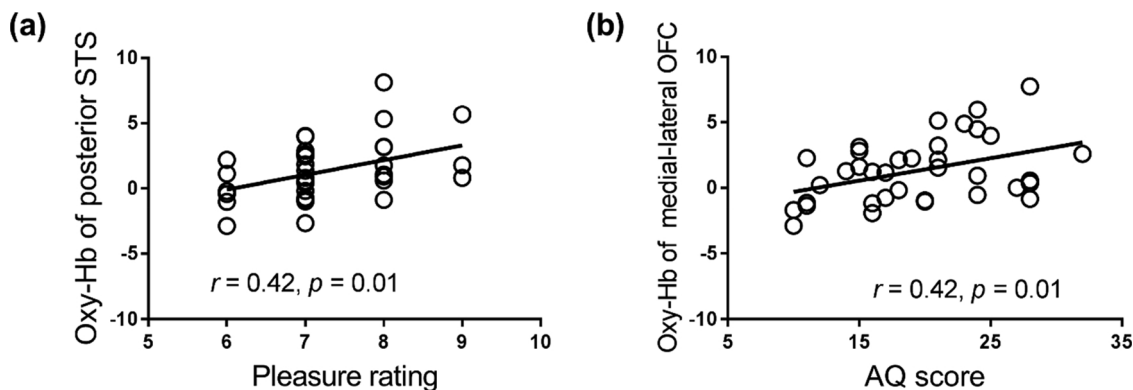 (a)
Oxy-Hb of posterior STS
10
5
0
-5
-10
r = 0.42, p = 0.01
5 6 7 8 9 10
Pleasure rating
(b)
Oxy-Hb of medial-lateral OFC
10
5
0
-5
-10
r = 0.42, p = 0.01
5 15 25 35
AQ score